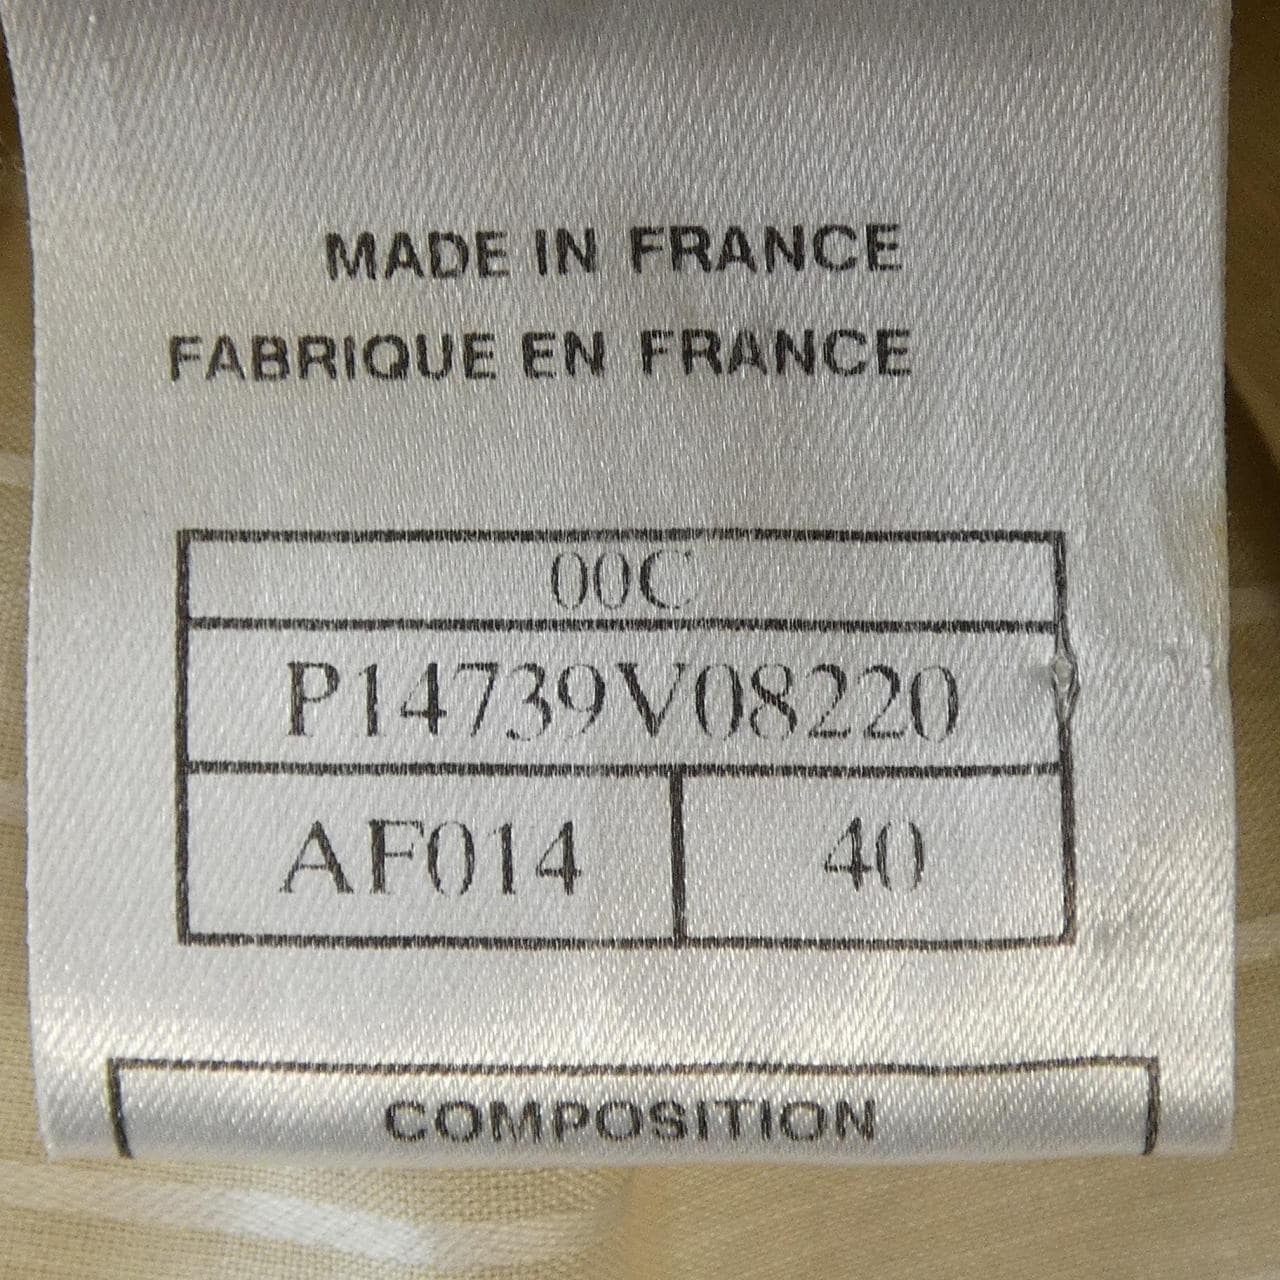 MADE IN FRANCE
FABRIQUE EN FRANCE
00C
P14739V08220
AF014 40
COMPOSITION